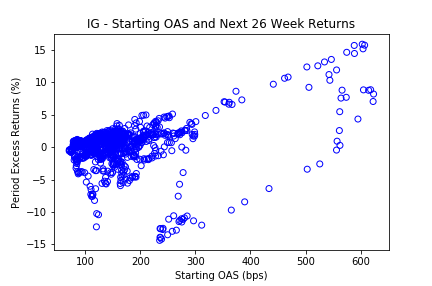 IG - Starting OAS and Next 26 Week Returns
Period Excess Returns (%)
15
10
5
0
−5
−10
−15
100 200 300 400 500 600
Starting OAS (bps)